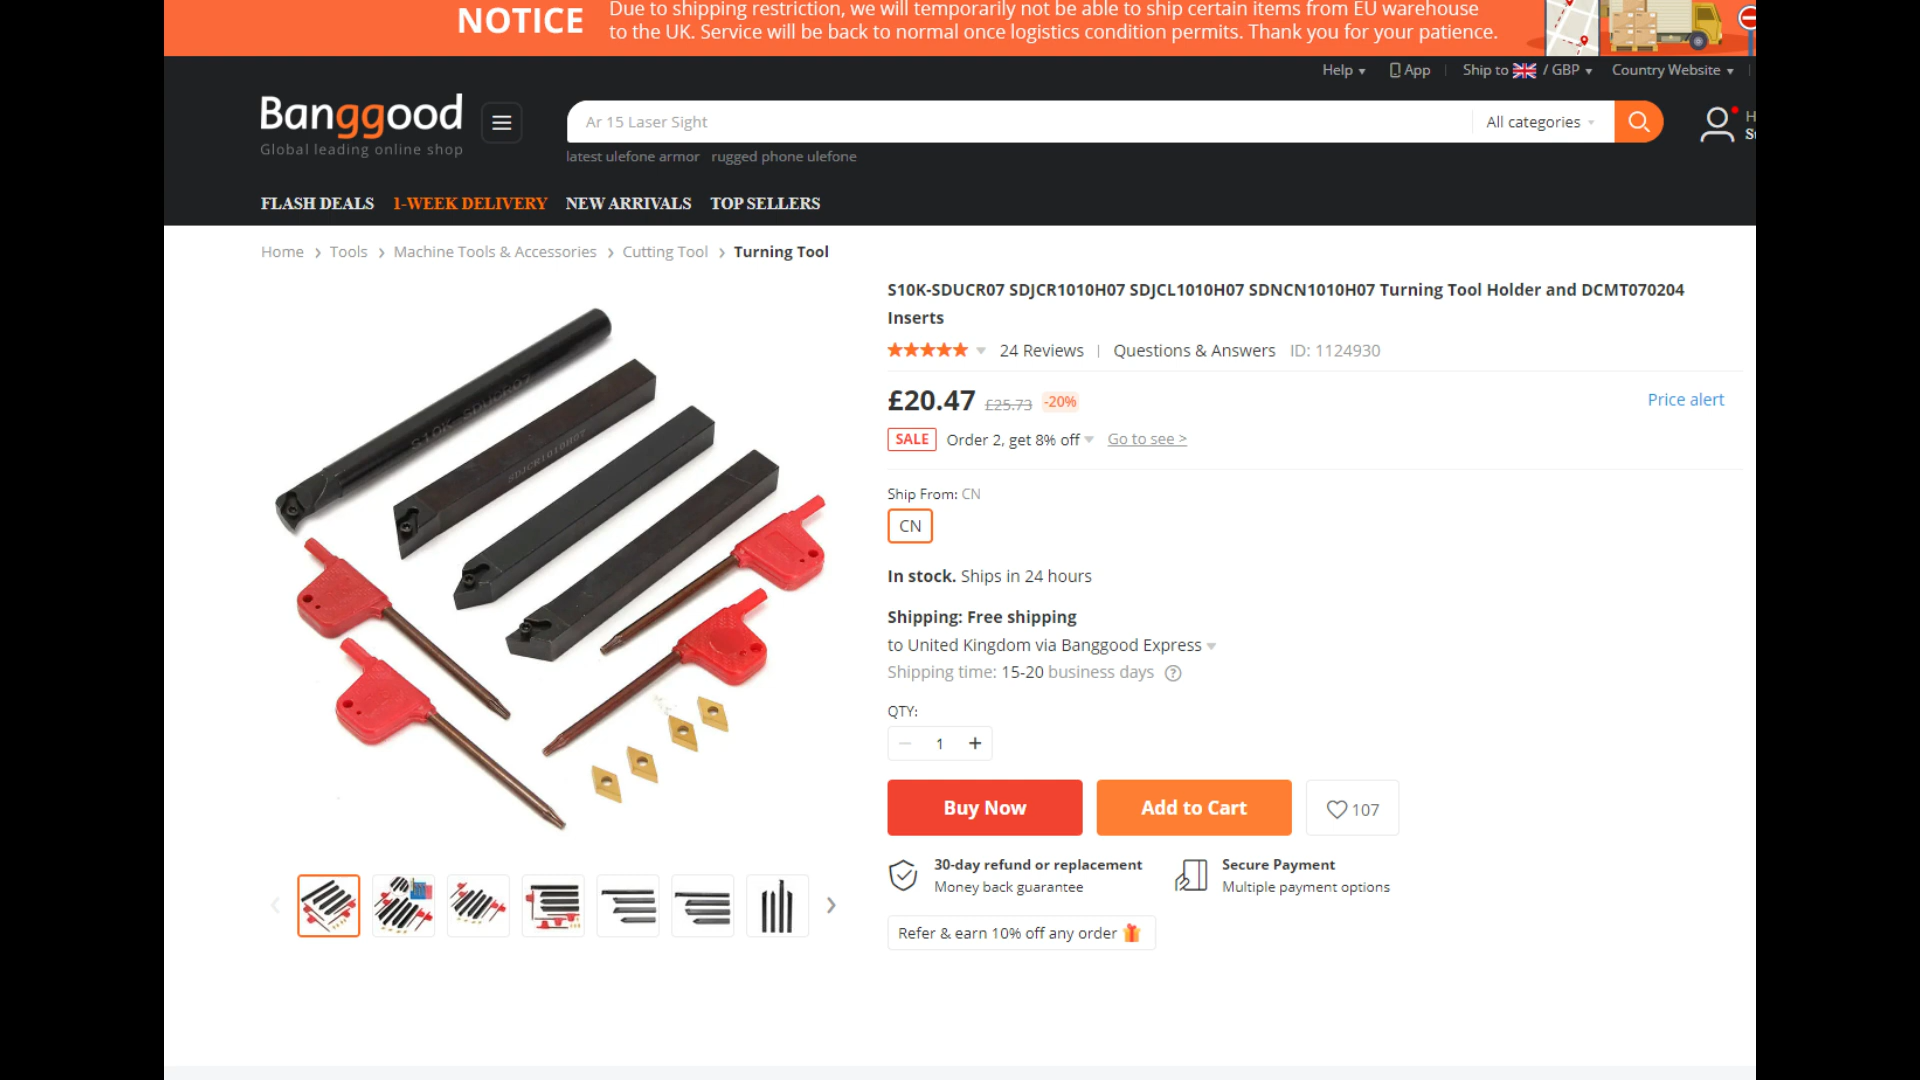 NOTICE
Due to shipping restriction, we will temporarily not be able to ship certain items from EU warehouse
to the UK. Service will be back to normal once logistics condition permits. Thank you for your patience.
Help App Ship to / GBP Country Website
Banggood
Global leading online shop
Ar 15 Laser Sight
All categories
latest ulefone armor rugged phone ulefone
FLASH DEALS 1-WEEK DELIVERY NEW ARRIVALS TOP SELLERS
Home > Tools > Machine Tools & Accessories > Cutting Tool > Turning Tool
S10K-SDUCR07 SDJCR1010H07 SDJCL1010H07 SDNCN1010H07 Turning Tool Holder and DCMT070204
Inserts
24 Reviews | Questions & Answers ID: 1124930
£20.47 £25.73 -20%
Price alert
SALE Order 2, get 8% off Go to see >
Ship From: CN
CN
In stock. Ships in 24 hours
Shipping: Free shipping
to United Kingdom via Banggood Express
Shipping time: 15-20 business days ?
QTY:
− 1 +
Buy Now Add to Cart 107
30-day refund or replacement
Money back guarantee
Secure Payment
Multiple payment options
Refer & earn 10% off any order
S10K-SDUCR07
SDJCR1010H07